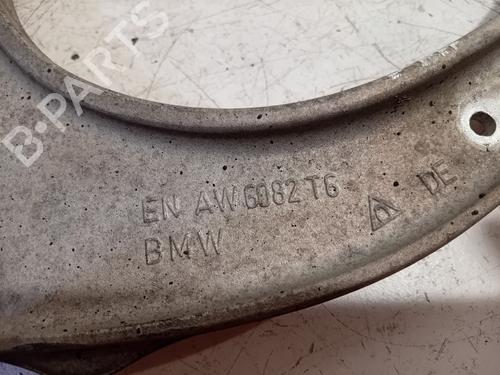 B-PARTS
EN AW 6082 T6
BMW
DE